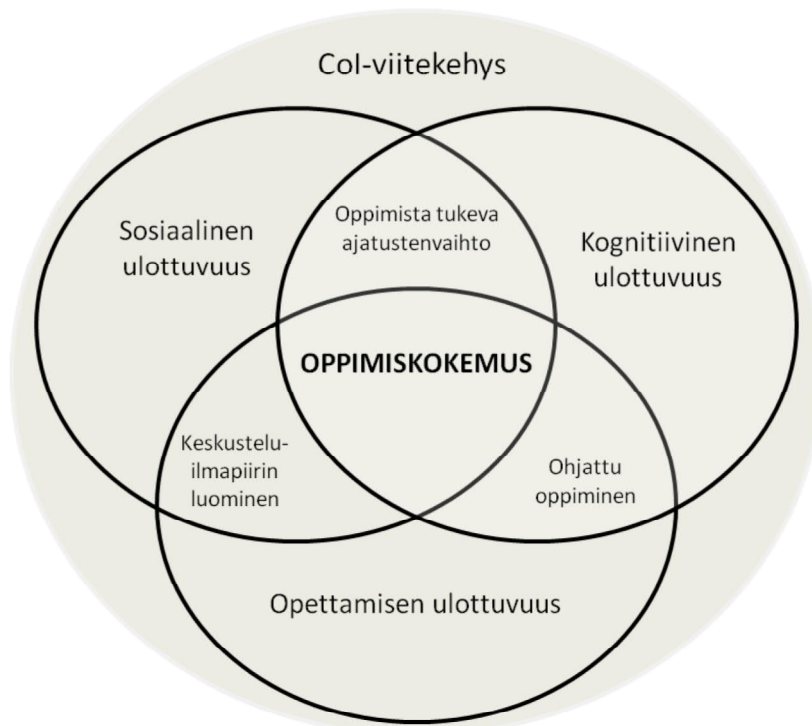 CoI-viitekehys
Sosiaalinen
ulottuvuus
Oppimista tukeva
ajatustenvaihto
Kognitiivinen
ulottuvuus
OPPIMISKOKEMUS
Keskustelu-
ilmapiirin
luominen
Ohjattu
oppiminen
Opettamisen ulottuvuus